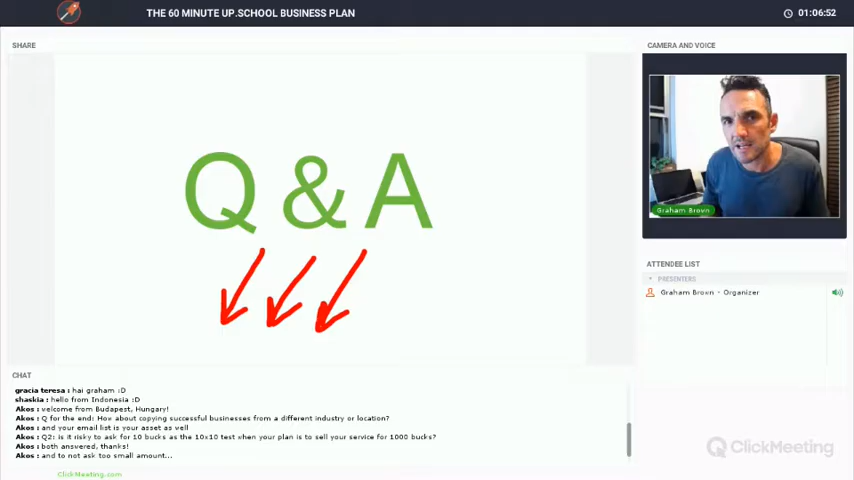 THE 60 MINUTE UP.SCHOOL BUSINESS PLAN
01:06:52
SHARE
CAMERA AND VOICE
Q & A
Graham Brown
ATTENDEE LIST
PRESENTERS
Graham Brown - Organizer
CHAT
gracia teresa : hai graham :D
shaskia : hello from Indonesia :D
Akos : welcome from Budapest, Hungary!
Akos : Q for the end: How about copying successful businesses from a different industry or location?
Akos : and your email list is your asset as well
Akos : Q2: is it risky to ask for 10 bucks as the 10x10 test when your plan is to sell your service for 1000 bucks?
Akos : both answered, thanks!
Akos : and to not ask too small amount...
ClickMeeting
ClickMeeting.com